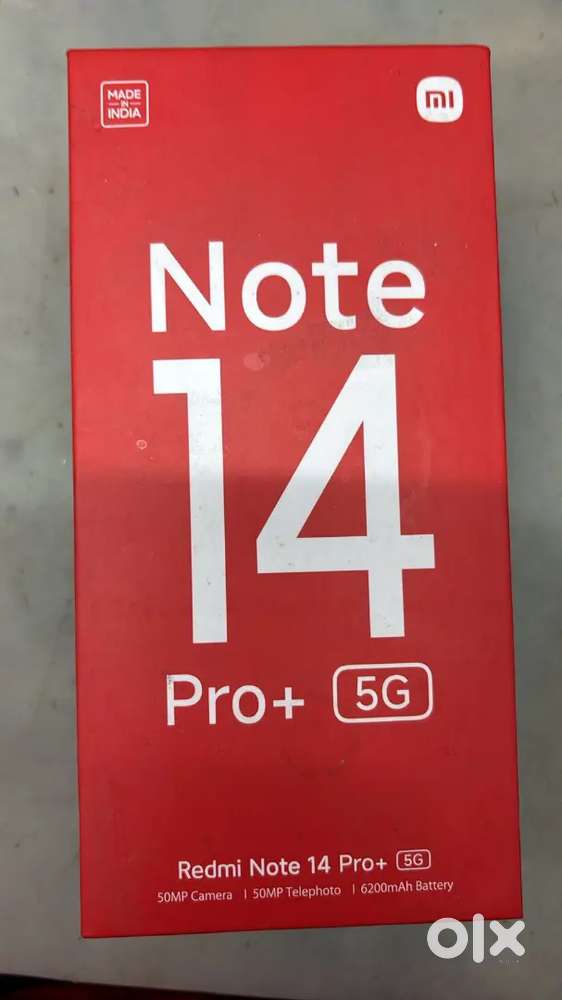 MADE
IN
INDIA
mi
Note
14
Pro+ 5G
Redmi Note 14 Pro+ 5G
50MP Camera | 50MP Telephoto | 6200mAh Battery
olx